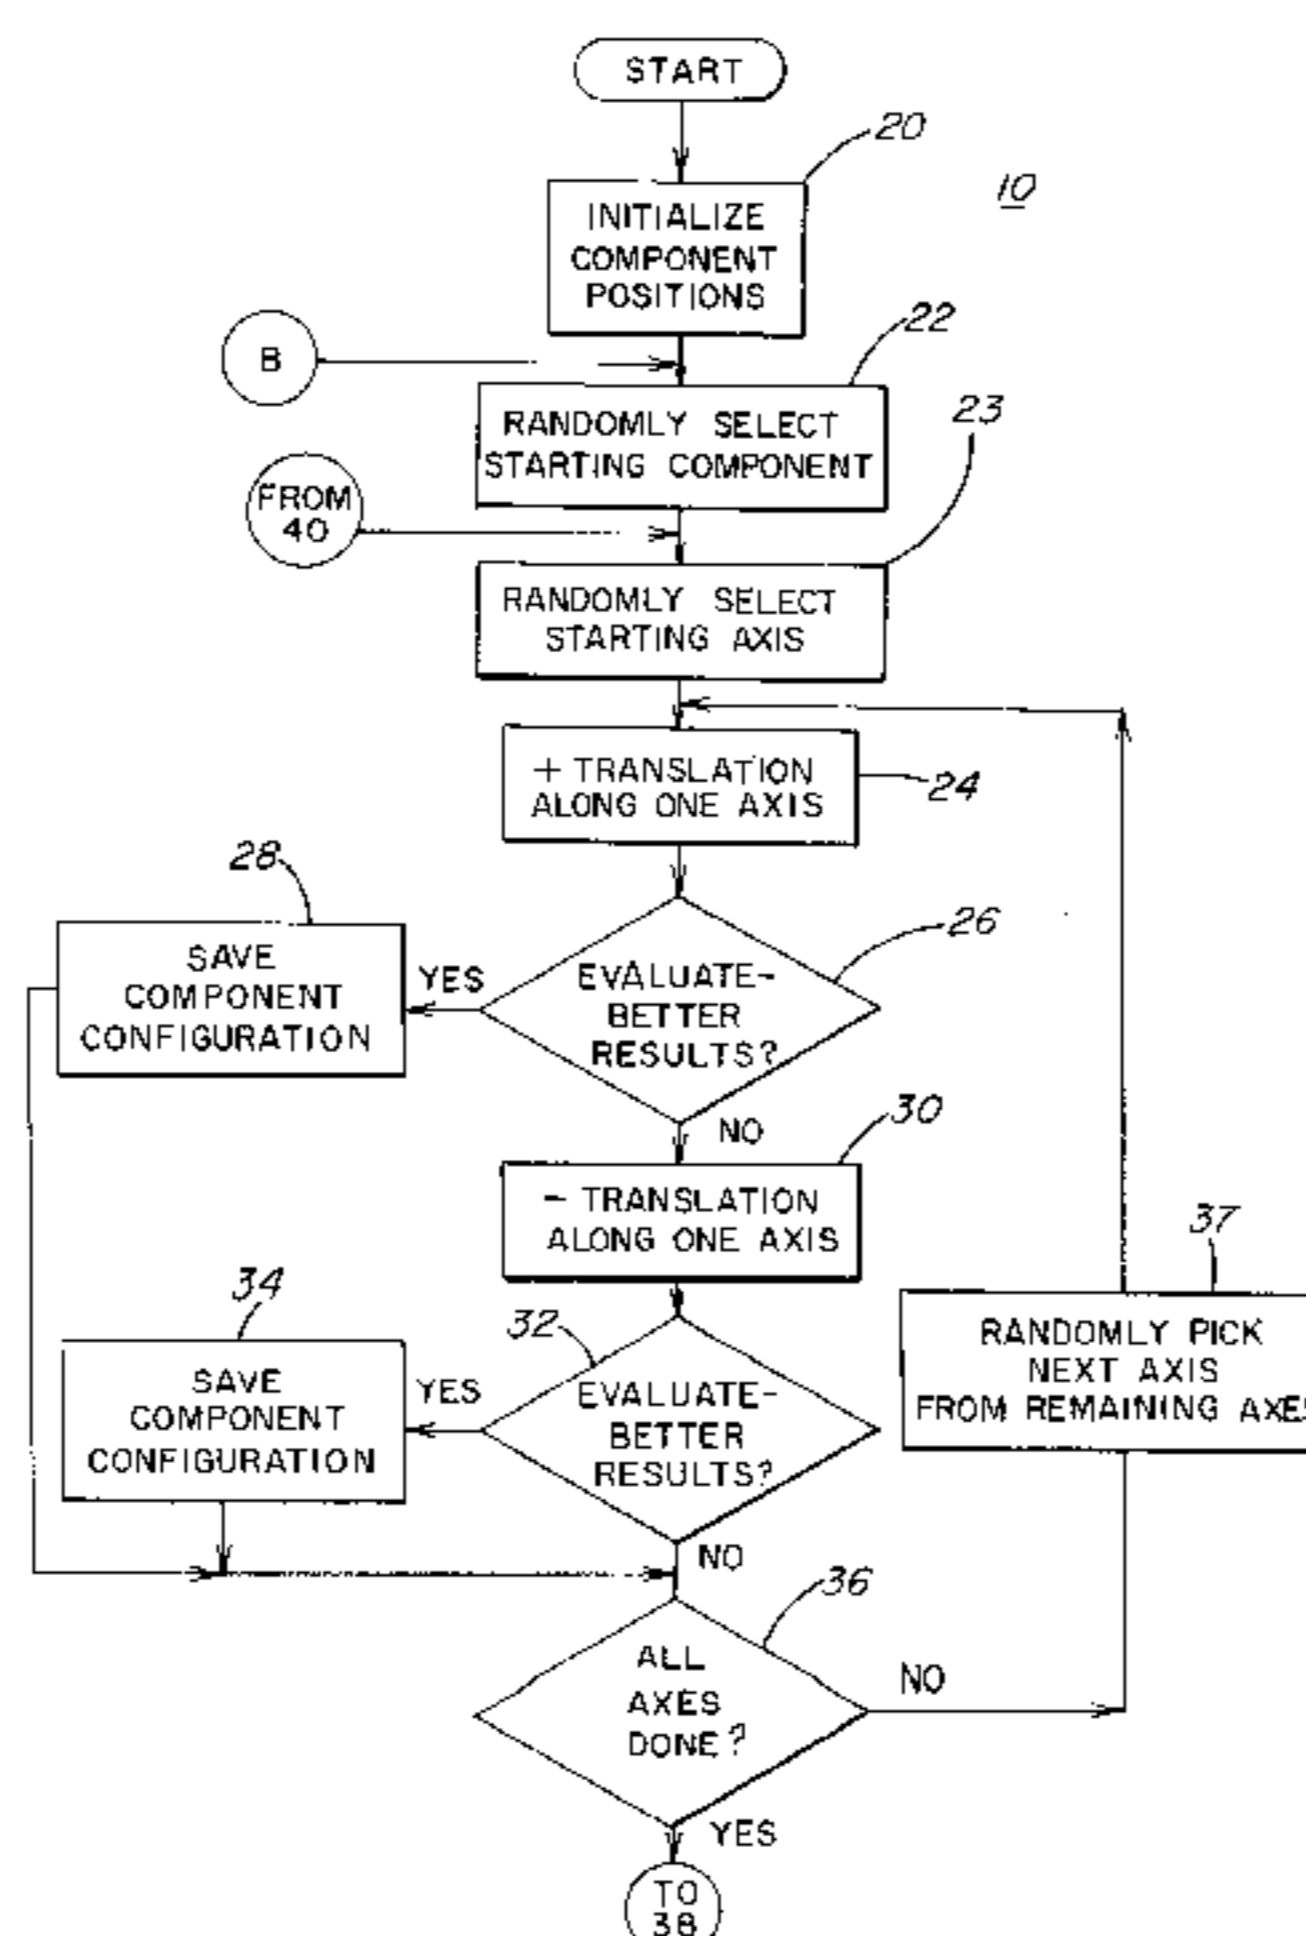 START
20
10
INITIALIZE
COMPONENT
POSITIONS
B
22
RANDOMLY SELECT
STARTING COMPONENT
23
FROM
40
RANDOMLY SELECT
STARTING AXIS
+ TRANSLATION
ALONG ONE AXIS
24
28
SAVE
COMPONENT
CONFIGURATION
YES
26
EVALUATE-
BETTER
RESULTS?
NO
30
- TRANSLATION
ALONG ONE AXIS
37
34
32
RANDOMLY PICK
NEXT AXIS
FROM REMAINING AXES
SAVE
COMPONENT
CONFIGURATION
YES
EVALUATE-
BETTER
RESULTS?
NO
36
ALL
AXES
DONE?
NO
YES
TO
38